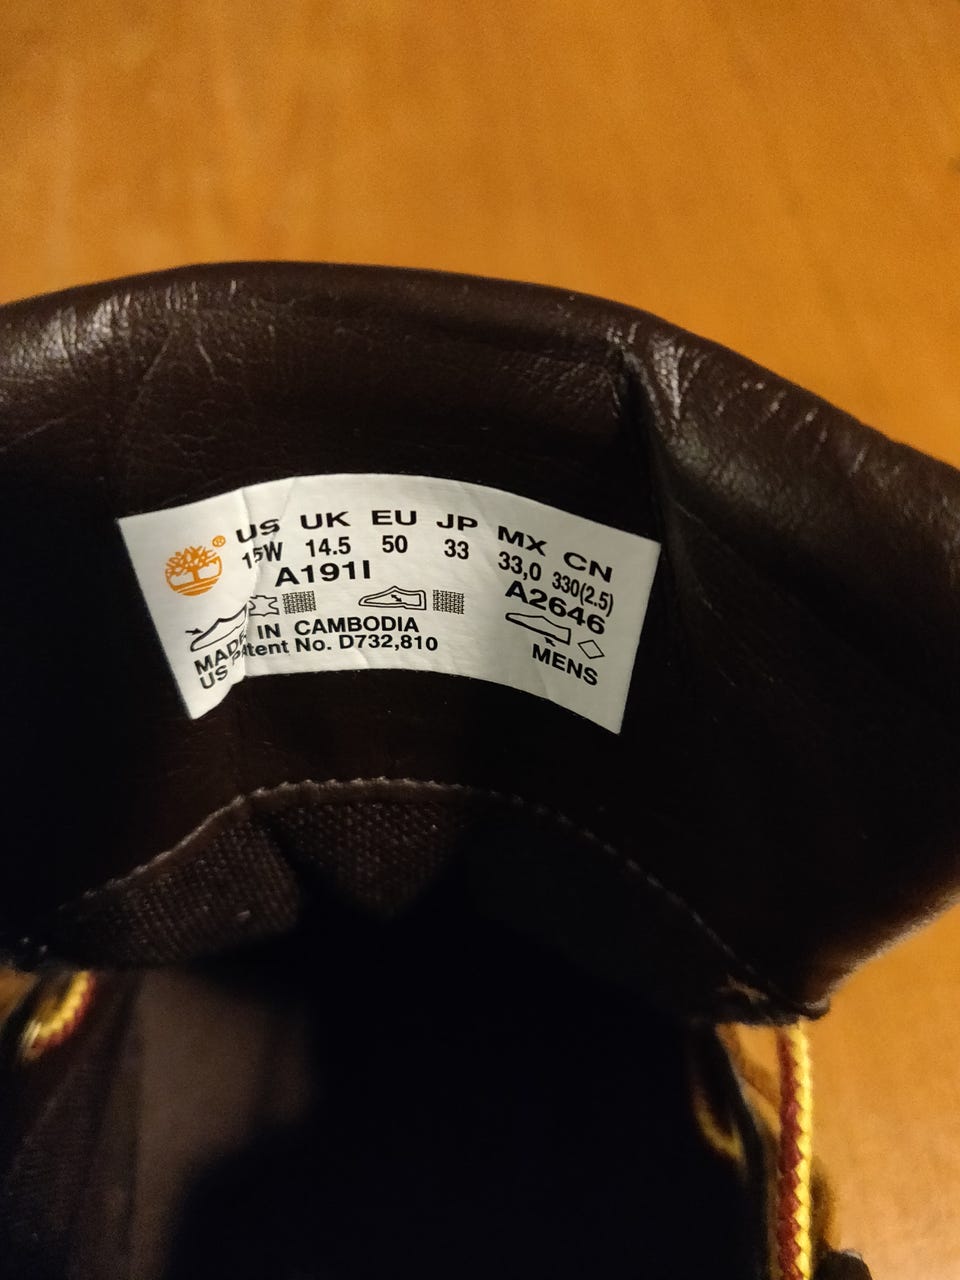 US UK EU JP MX CN
15W 14.5 50 33 33,0 330(2.5)
A191I A2646
MADE IN CAMBODIA
US Patent No. D732,810
MENS